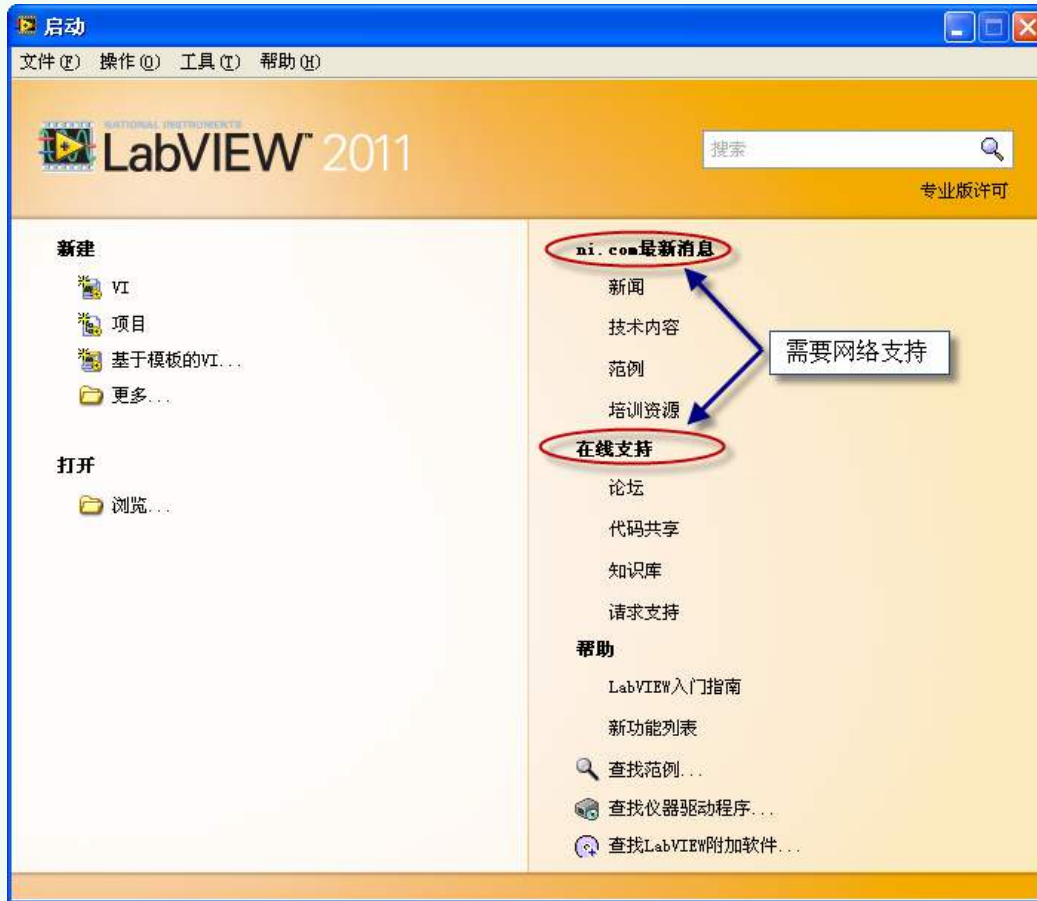 启动
文件(F) 操作(O) 工具(T) 帮助(H)
NATIONAL INSTRUMENTS
LabVIEW™ 2011
搜索
专业版许可
新建
VI
项目
基于模板的VI...
更多...
打开
浏览...
ni.com最新消息
新闻
技术内容
范例
培训资源
需要网络支持
在线支持
论坛
代码共享
知识库
请求支持
帮助
LabVIEW入门指南
新功能列表
查找范例...
查找仪器驱动程序...
查找LabVIEW附加软件...